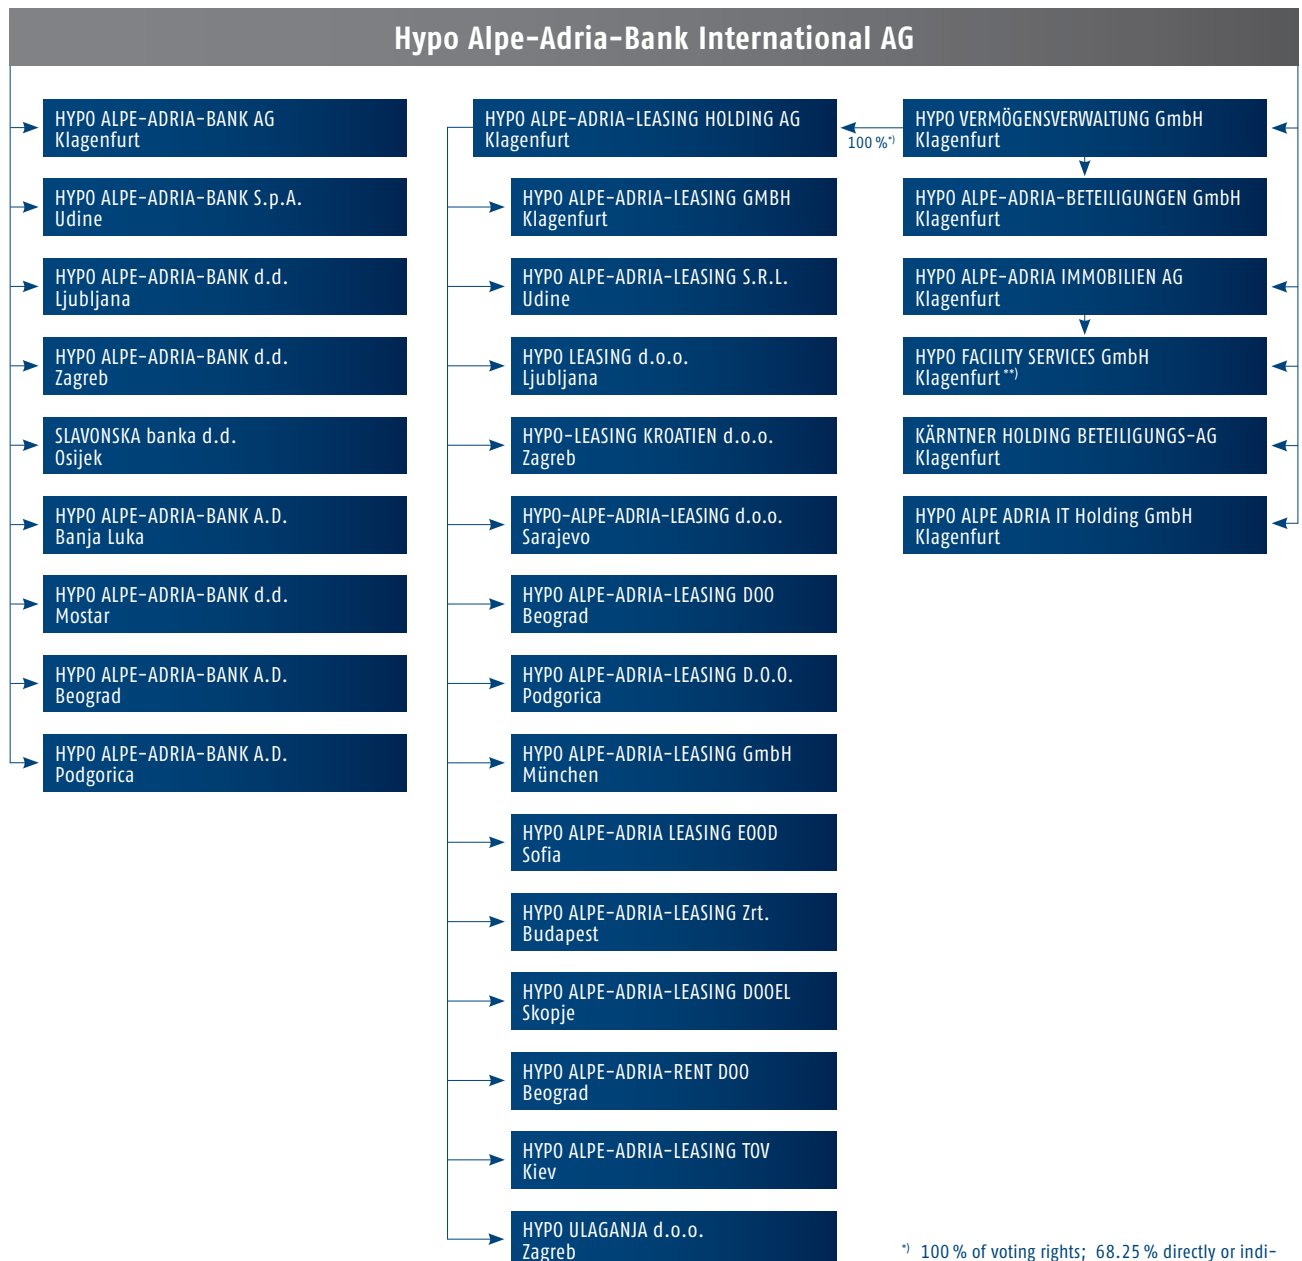 Hypo Alpe-Adria-Bank International AG
HYPO ALPE-ADRIA-BANK AG
Klagenfurt
HYPO ALPE-ADRIA-BANK S.p.A.
Udine
HYPO ALPE-ADRIA-BANK d.d.
Ljubljana
HYPO ALPE-ADRIA-BANK d.d.
Zagreb
SLAVONSKA banka d.d.
Osijek
HYPO ALPE-ADRIA-BANK A.D.
Banja Luka
HYPO ALPE-ADRIA-BANK d.d.
Mostar
HYPO ALPE-ADRIA-BANK A.D.
Beograd
HYPO ALPE-ADRIA-BANK A.D.
Podgorica
HYPO ALPE-ADRIA-LEASING HOLDING AG
Klagenfurt
HYPO ALPE-ADRIA-LEASING GMBH
Klagenfurt
HYPO ALPE-ADRIA-LEASING S.R.L.
Udine
HYPO LEASING d.o.o.
Ljubljana
HYPO-LEASING KROATIEN d.o.o.
Zagreb
HYPO-ALPE-ADRIA-LEASING d.o.o.
Sarajevo
HYPO ALPE-ADRIA-LEASING DOO
Beograd
HYPO ALPE-ADRIA-LEASING D.O.O.
Podgorica
HYPO ALPE-ADRIA-LEASING GmbH
München
HYPO ALPE-ADRIA LEASING EOOD
Sofia
HYPO ALPE-ADRIA-LEASING Zrt.
Budapest
HYPO ALPE-ADRIA-LEASING DOOEL
Skopje
HYPO ALPE-ADRIA-RENT DOO
Beograd
HYPO ALPE-ADRIA-LEASING TOV
Kiev
HYPO ULAGANJA d.o.o.
Zagreb
100 %*)
HYPO VERMÖGENSVERWALTUNG GmbH
Klagenfurt
HYPO ALPE-ADRIA-BETEILIGUNGEN GmbH
Klagenfurt
HYPO ALPE-ADRIA IMMOBILIEN AG
Klagenfurt
HYPO FACILITY SERVICES GmbH
Klagenfurt **)
KÄRNTNER HOLDING BETEILIGUNGS-AG
Klagenfurt
HYPO ALPE ADRIA IT Holding GmbH
Klagenfurt
*) 100 % of voting rights; 68.25 % directly or indi-